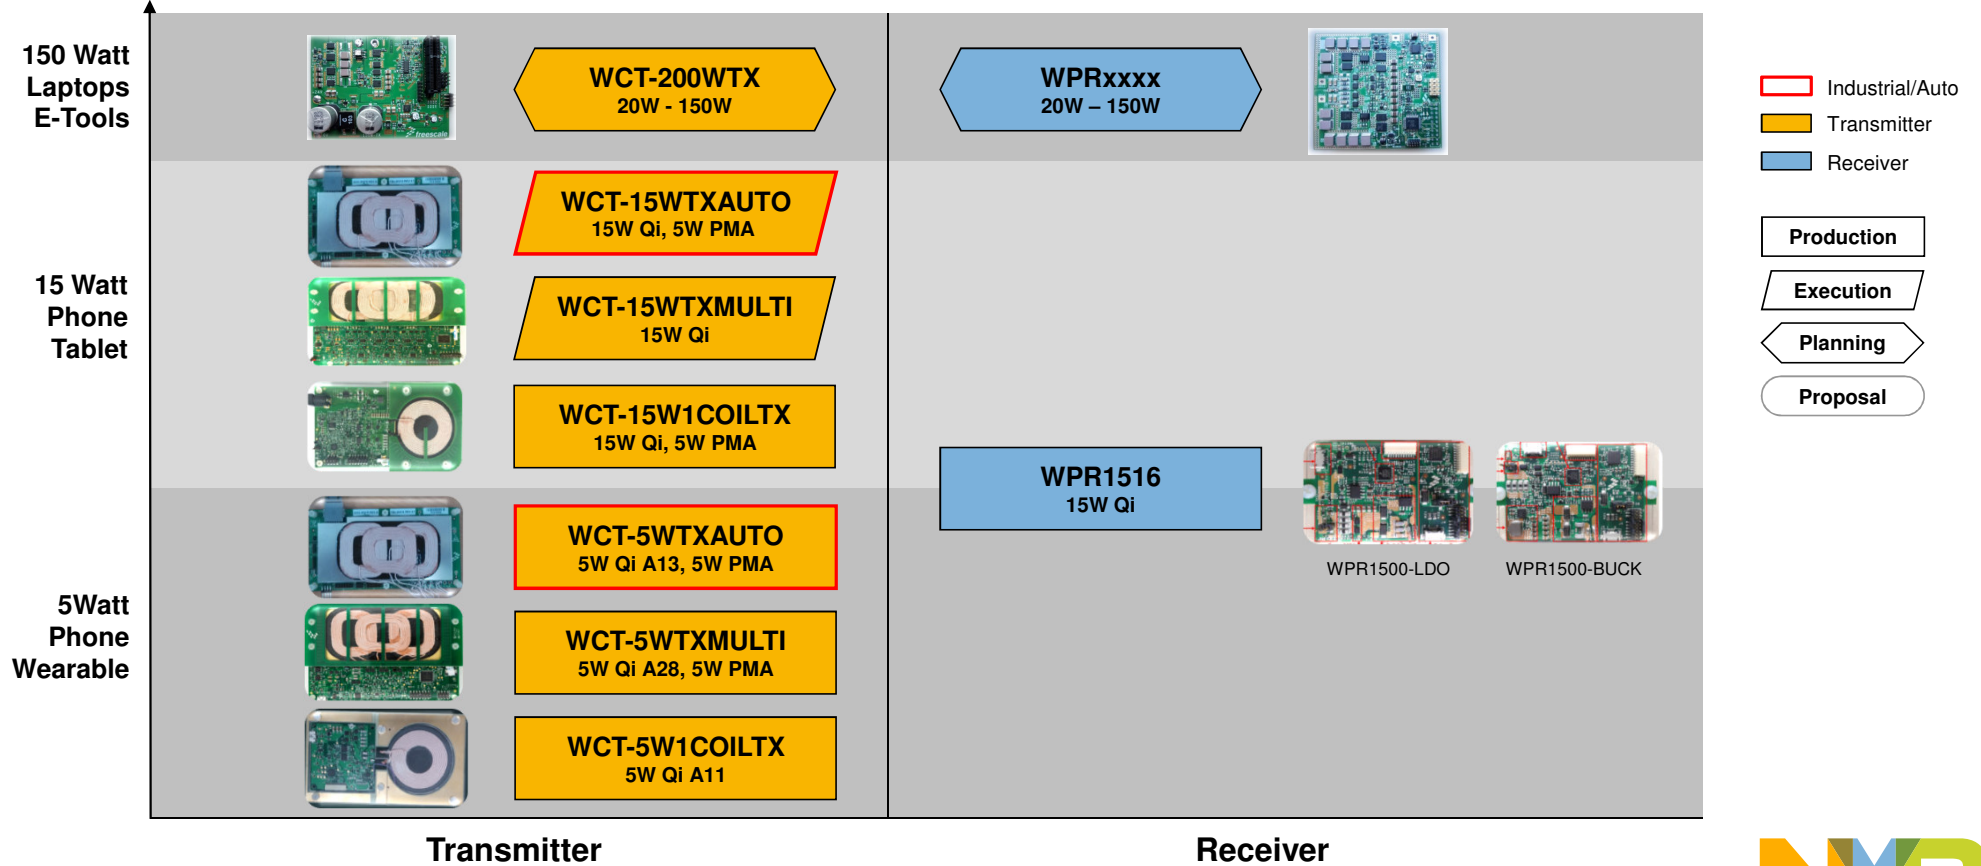 150 Watt
Laptops
E-Tools
freescale
WCT-200WTX
20W - 150W
WPRxxxx
20W – 150W
Industrial/Auto
Transmitter
Receiver
WCT-15WTXAUTO
15W Qi, 5W PMA
15 Watt
Phone
Tablet
WCT-15WTXMULTI
15W Qi
Production
Execution
Planning
Proposal
WCT-15W1COILTX
15W Qi, 5W PMA
WPR1516
15W Qi
WPR1500-LDO
WPR1500-BUCK
5Watt
Phone
Wearable
WCT-5WTXAUTO
5W Qi A13, 5W PMA
WCT-5WTXMULTI
5W Qi A28, 5W PMA
WCT-5W1COILTX
5W Qi A11
Transmitter
Receiver
NXP